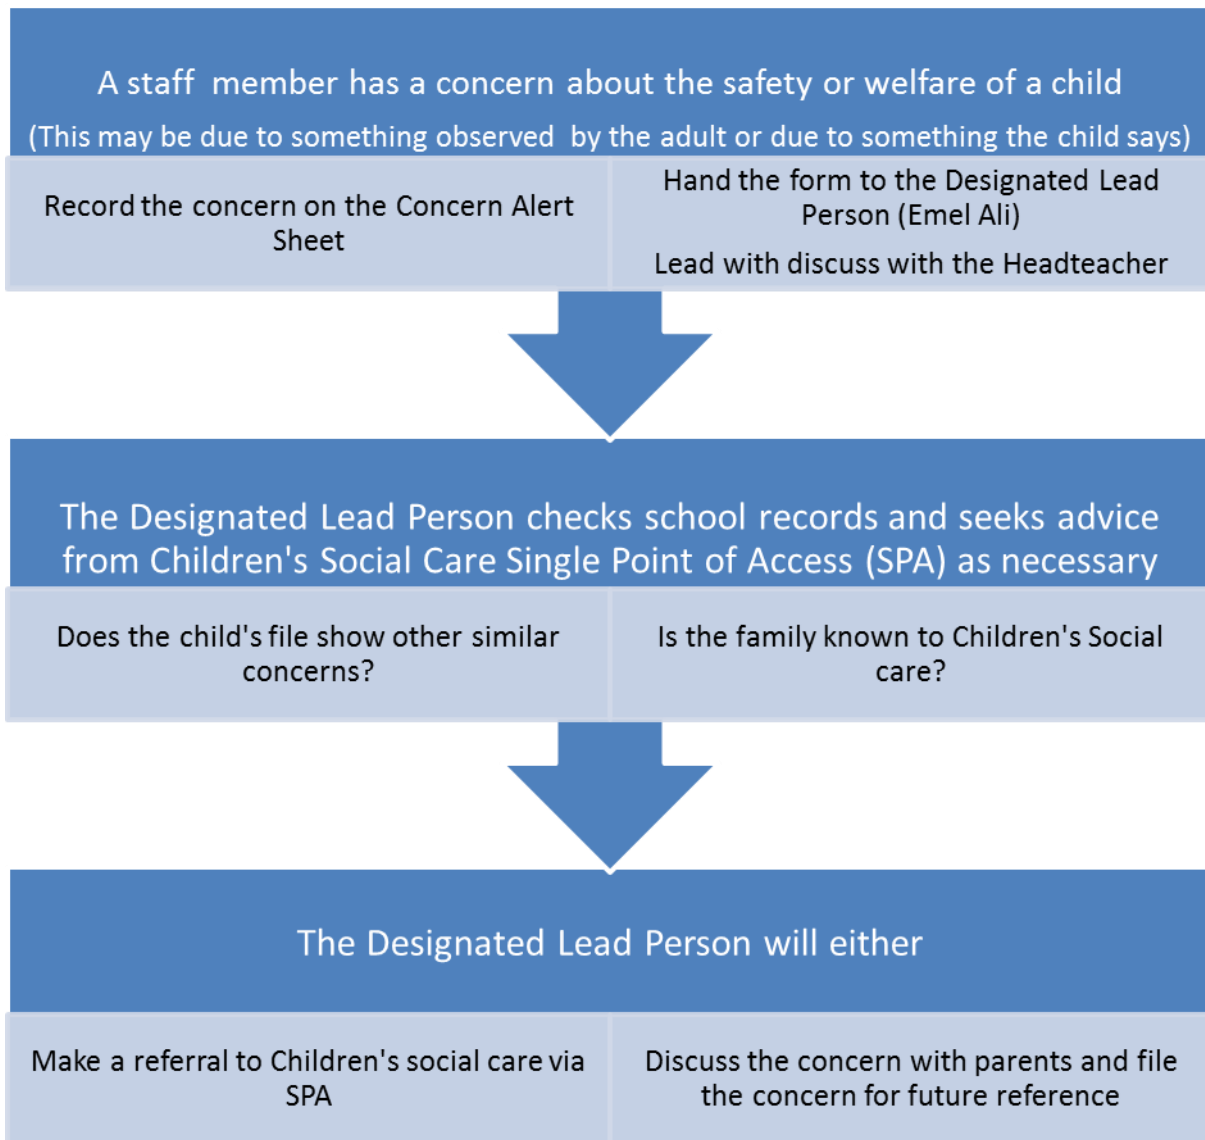 A staff member has a concern about the safety or welfare of a child
(This may be due to something observed by the adult or due to something the child says)
Record the concern on the Concern Alert
Sheet
Hand the form to the Designated Lead
Person (Emel Ali)
Lead with discuss with the Headteacher
The Designated Lead Person checks school records and seeks advice
from Children's Social Care Single Point of Access (SPA) as necessary
Does the child's file show other similar
concerns?
Is the family known to Children's Social
care?
The Designated Lead Person will either
Make a referral to Children's social care via
SPA
Discuss the concern with parents and file
the concern for future reference